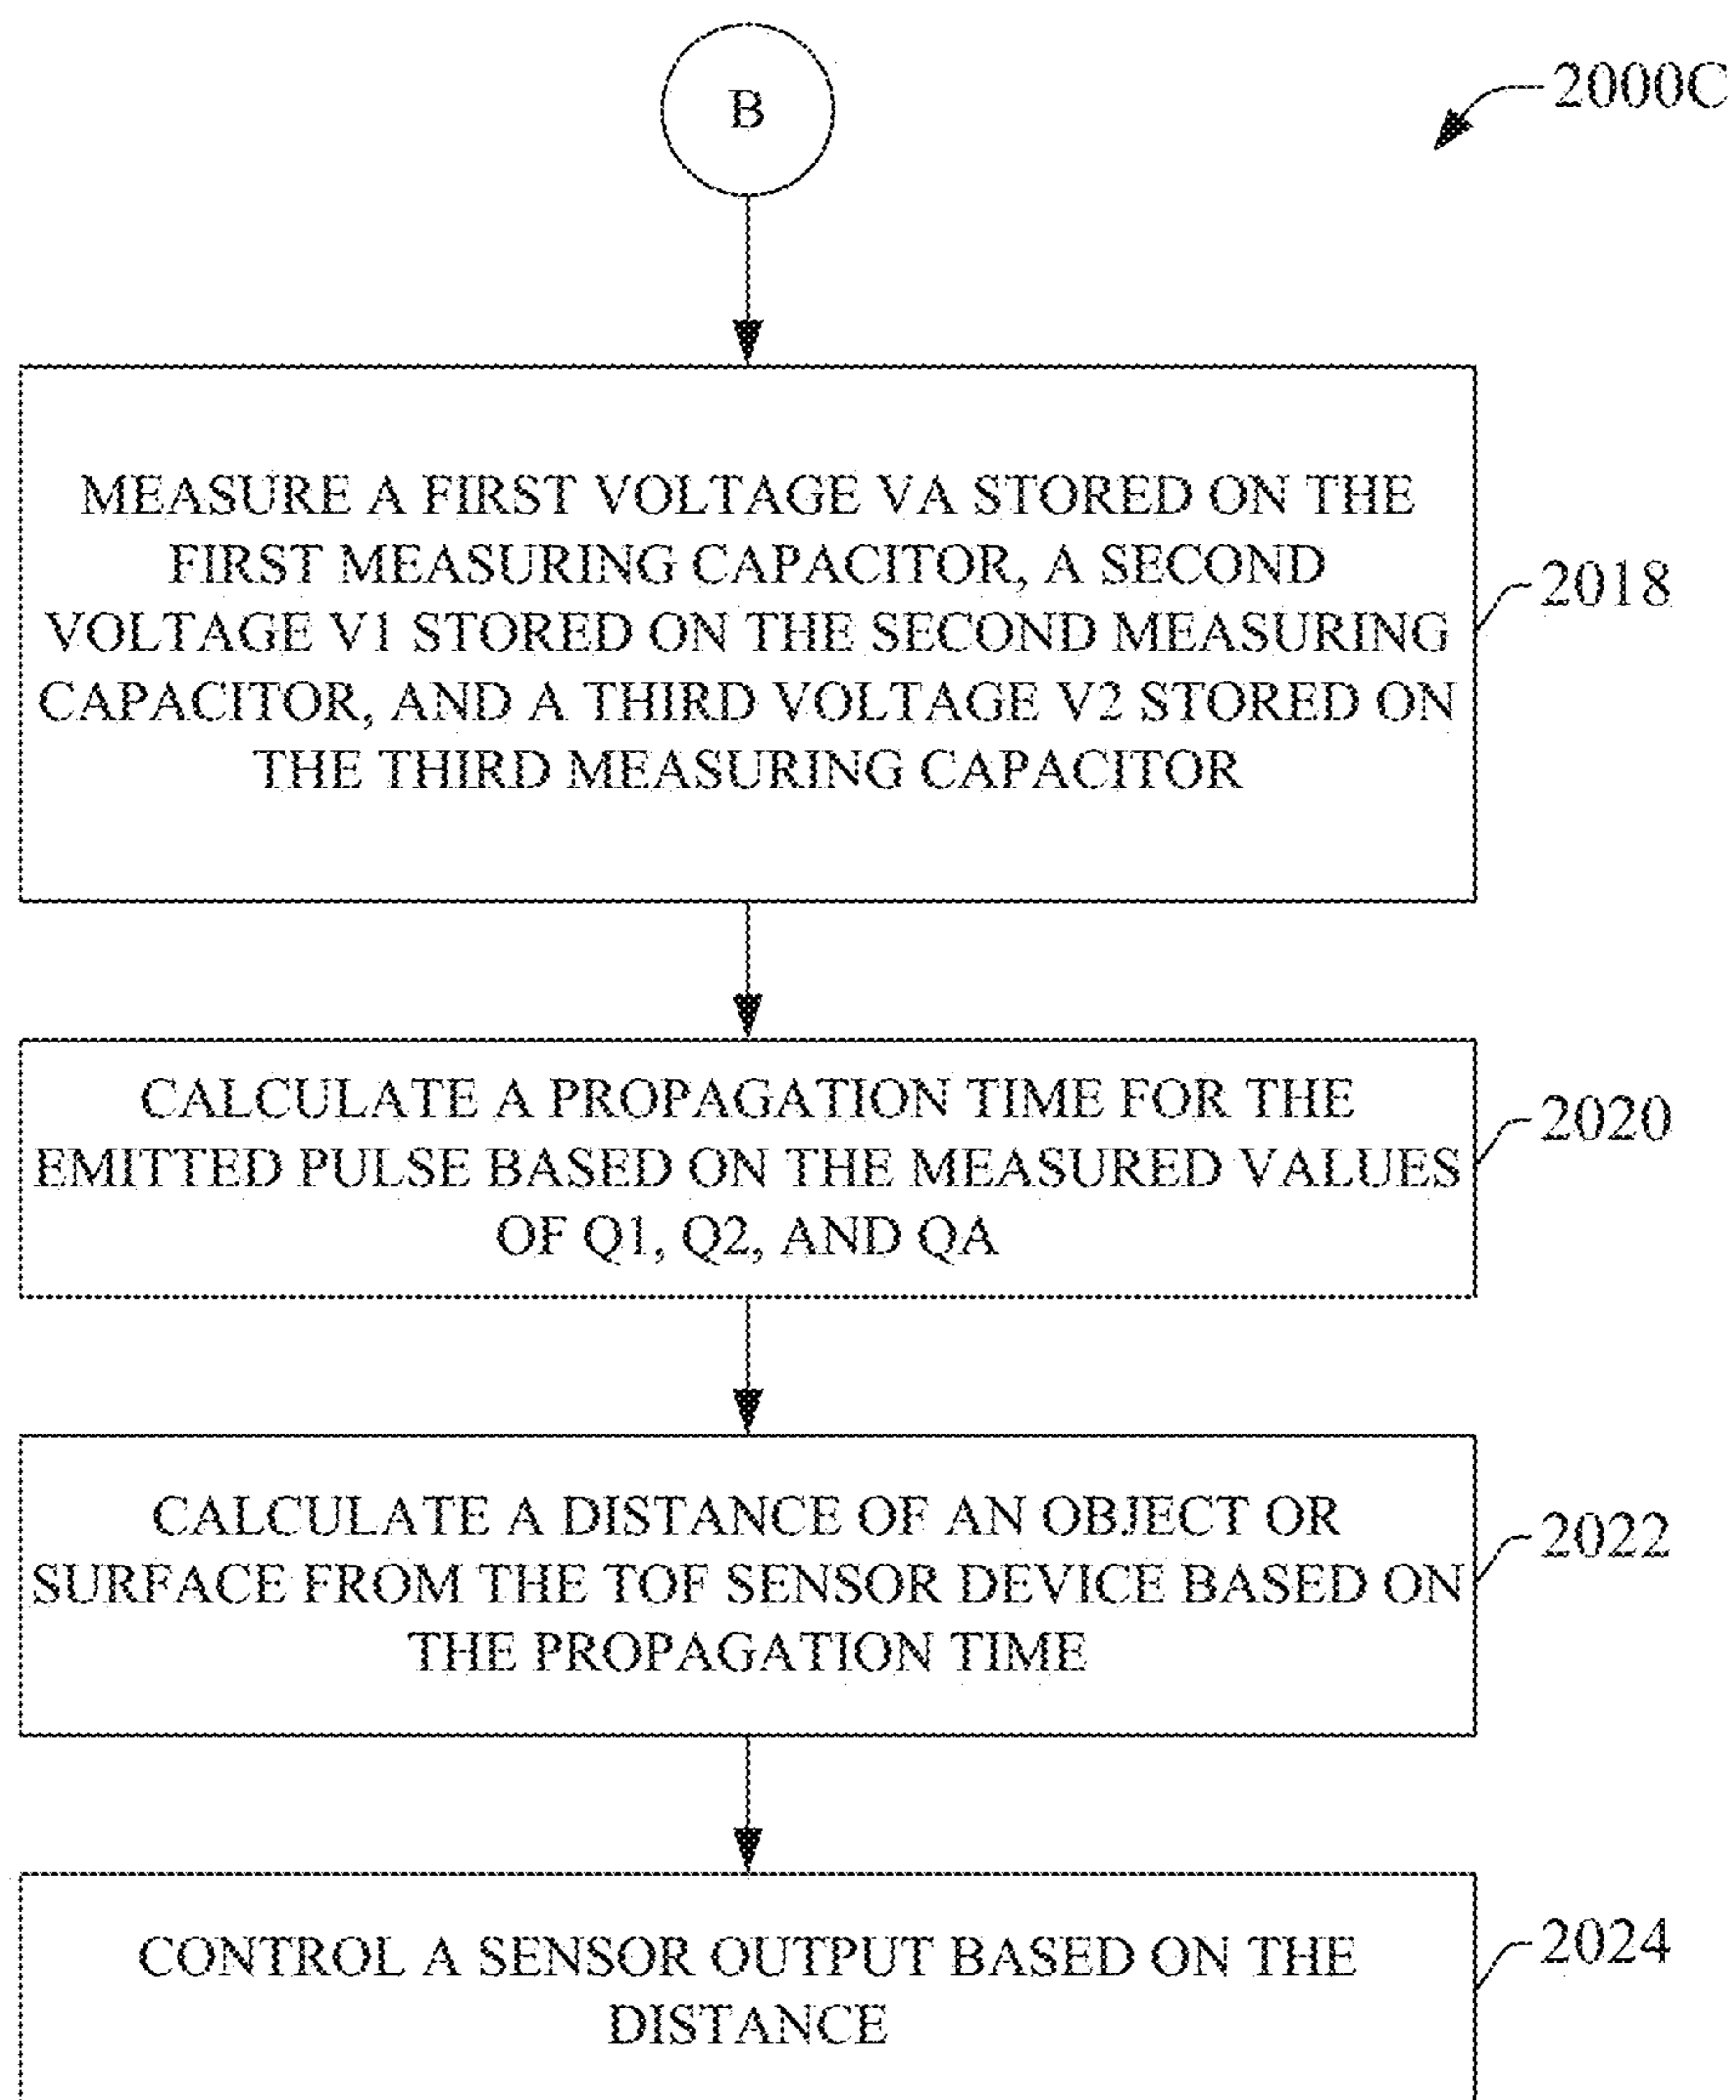 B
2000C
MEASURE A FIRST VOLTAGE VA STORED ON THE
FIRST MEASURING CAPACITOR, A SECOND
VOLTAGE V1 STORED ON THE SECOND MEASURING
CAPACITOR, AND A THIRD VOLTAGE V2 STORED ON
THE THIRD MEASURING CAPACITOR
2018
CALCULATE A PROPAGATION TIME FOR THE
EMITTED PULSE BASED ON THE MEASURED VALUES
OF Q1, Q2, AND QA
2020
CALCULATE A DISTANCE OF AN OBJECT OR
SURFACE FROM THE TOF SENSOR DEVICE BASED ON
THE PROPAGATION TIME
2022
CONTROL A SENSOR OUTPUT BASED ON THE
DISTANCE
2024